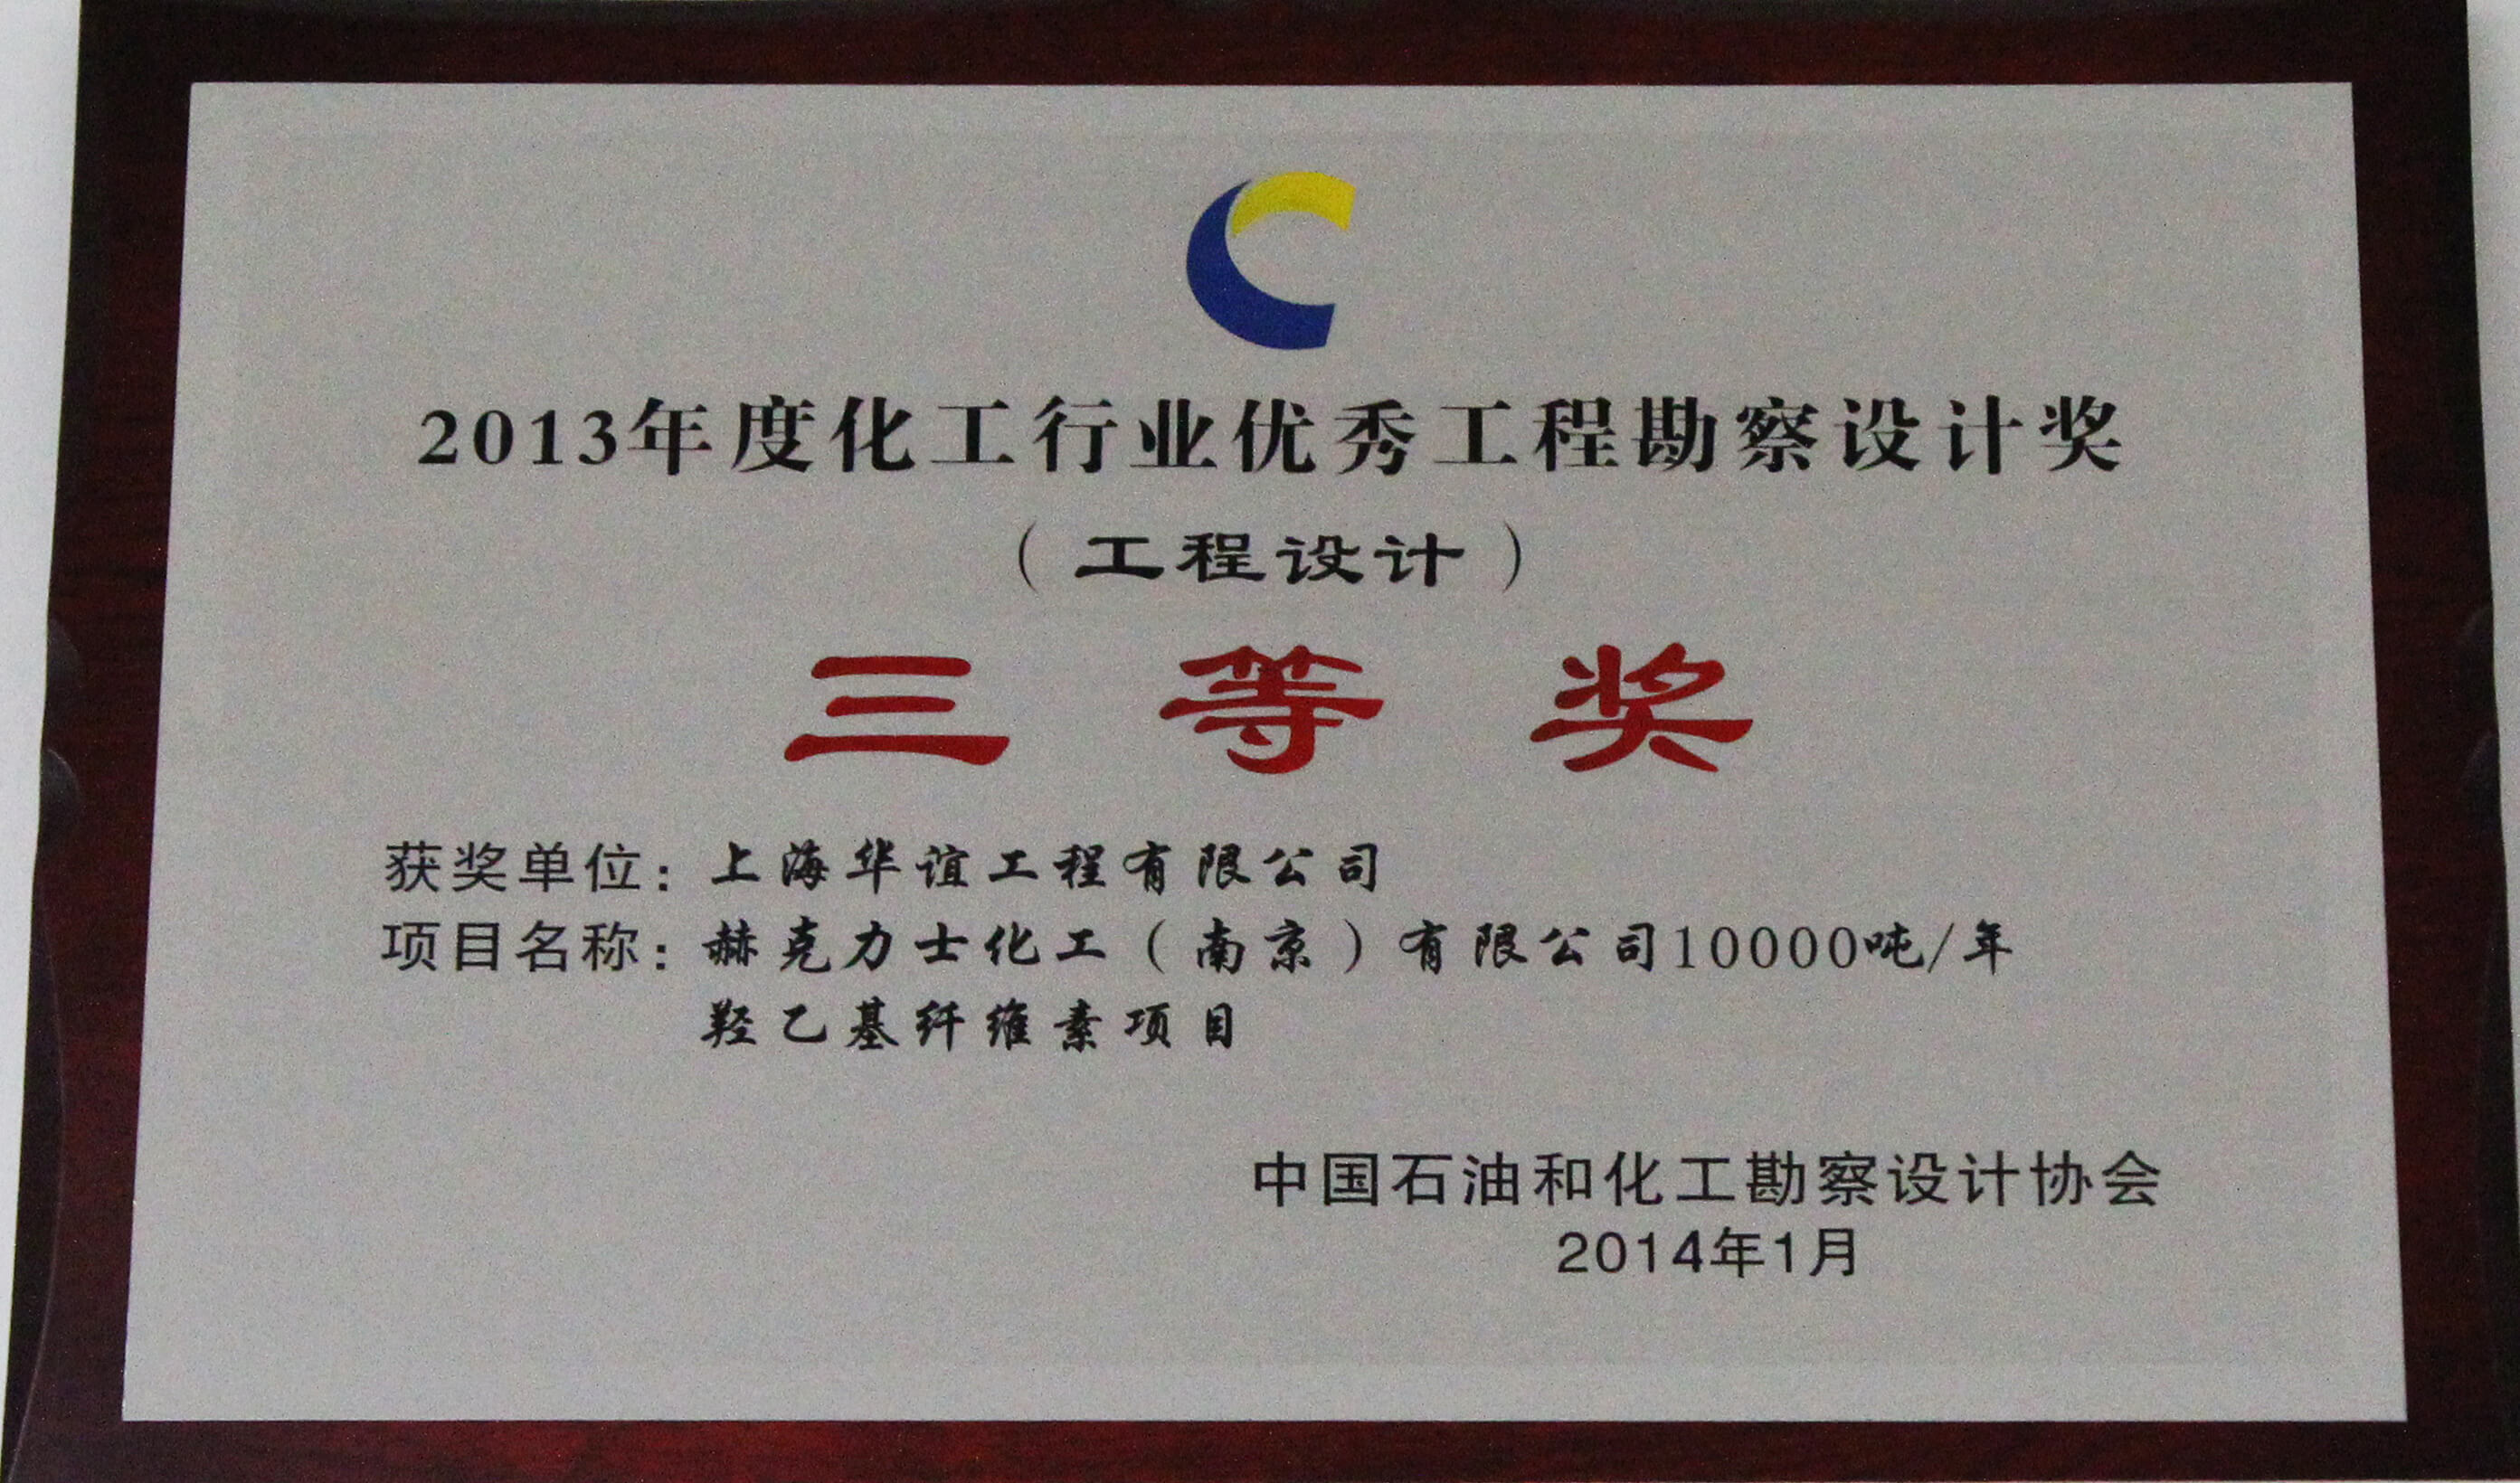 2013年度化工行业优秀工程勘察设计奖
（工程设计）
三等奖
获奖单位：上海华谊工程有限公司
项目名称：赫克力士化工（南京）有限公司10000吨/年
羟乙基纤维素项目
中国石油和化工勘察设计协会
2014年1月